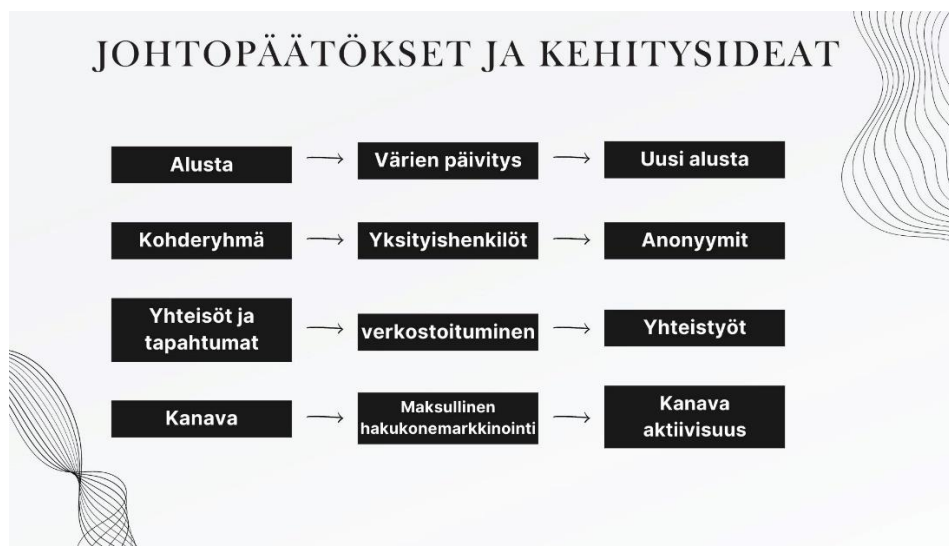 JOHTOPÄÄTÖKSET JA KEHITYSIDEAT
Alusta → Värien päivitys → Uusi alusta
Kohderyhmä → Yksityishenkilöt → Anonyymit
Yhteisöt ja
tapahtumat → verkostoituminen → Yhteistyöt
Kanava → Maksullinen
hakukonemarkkinointi → Kanava
aktiivisuus